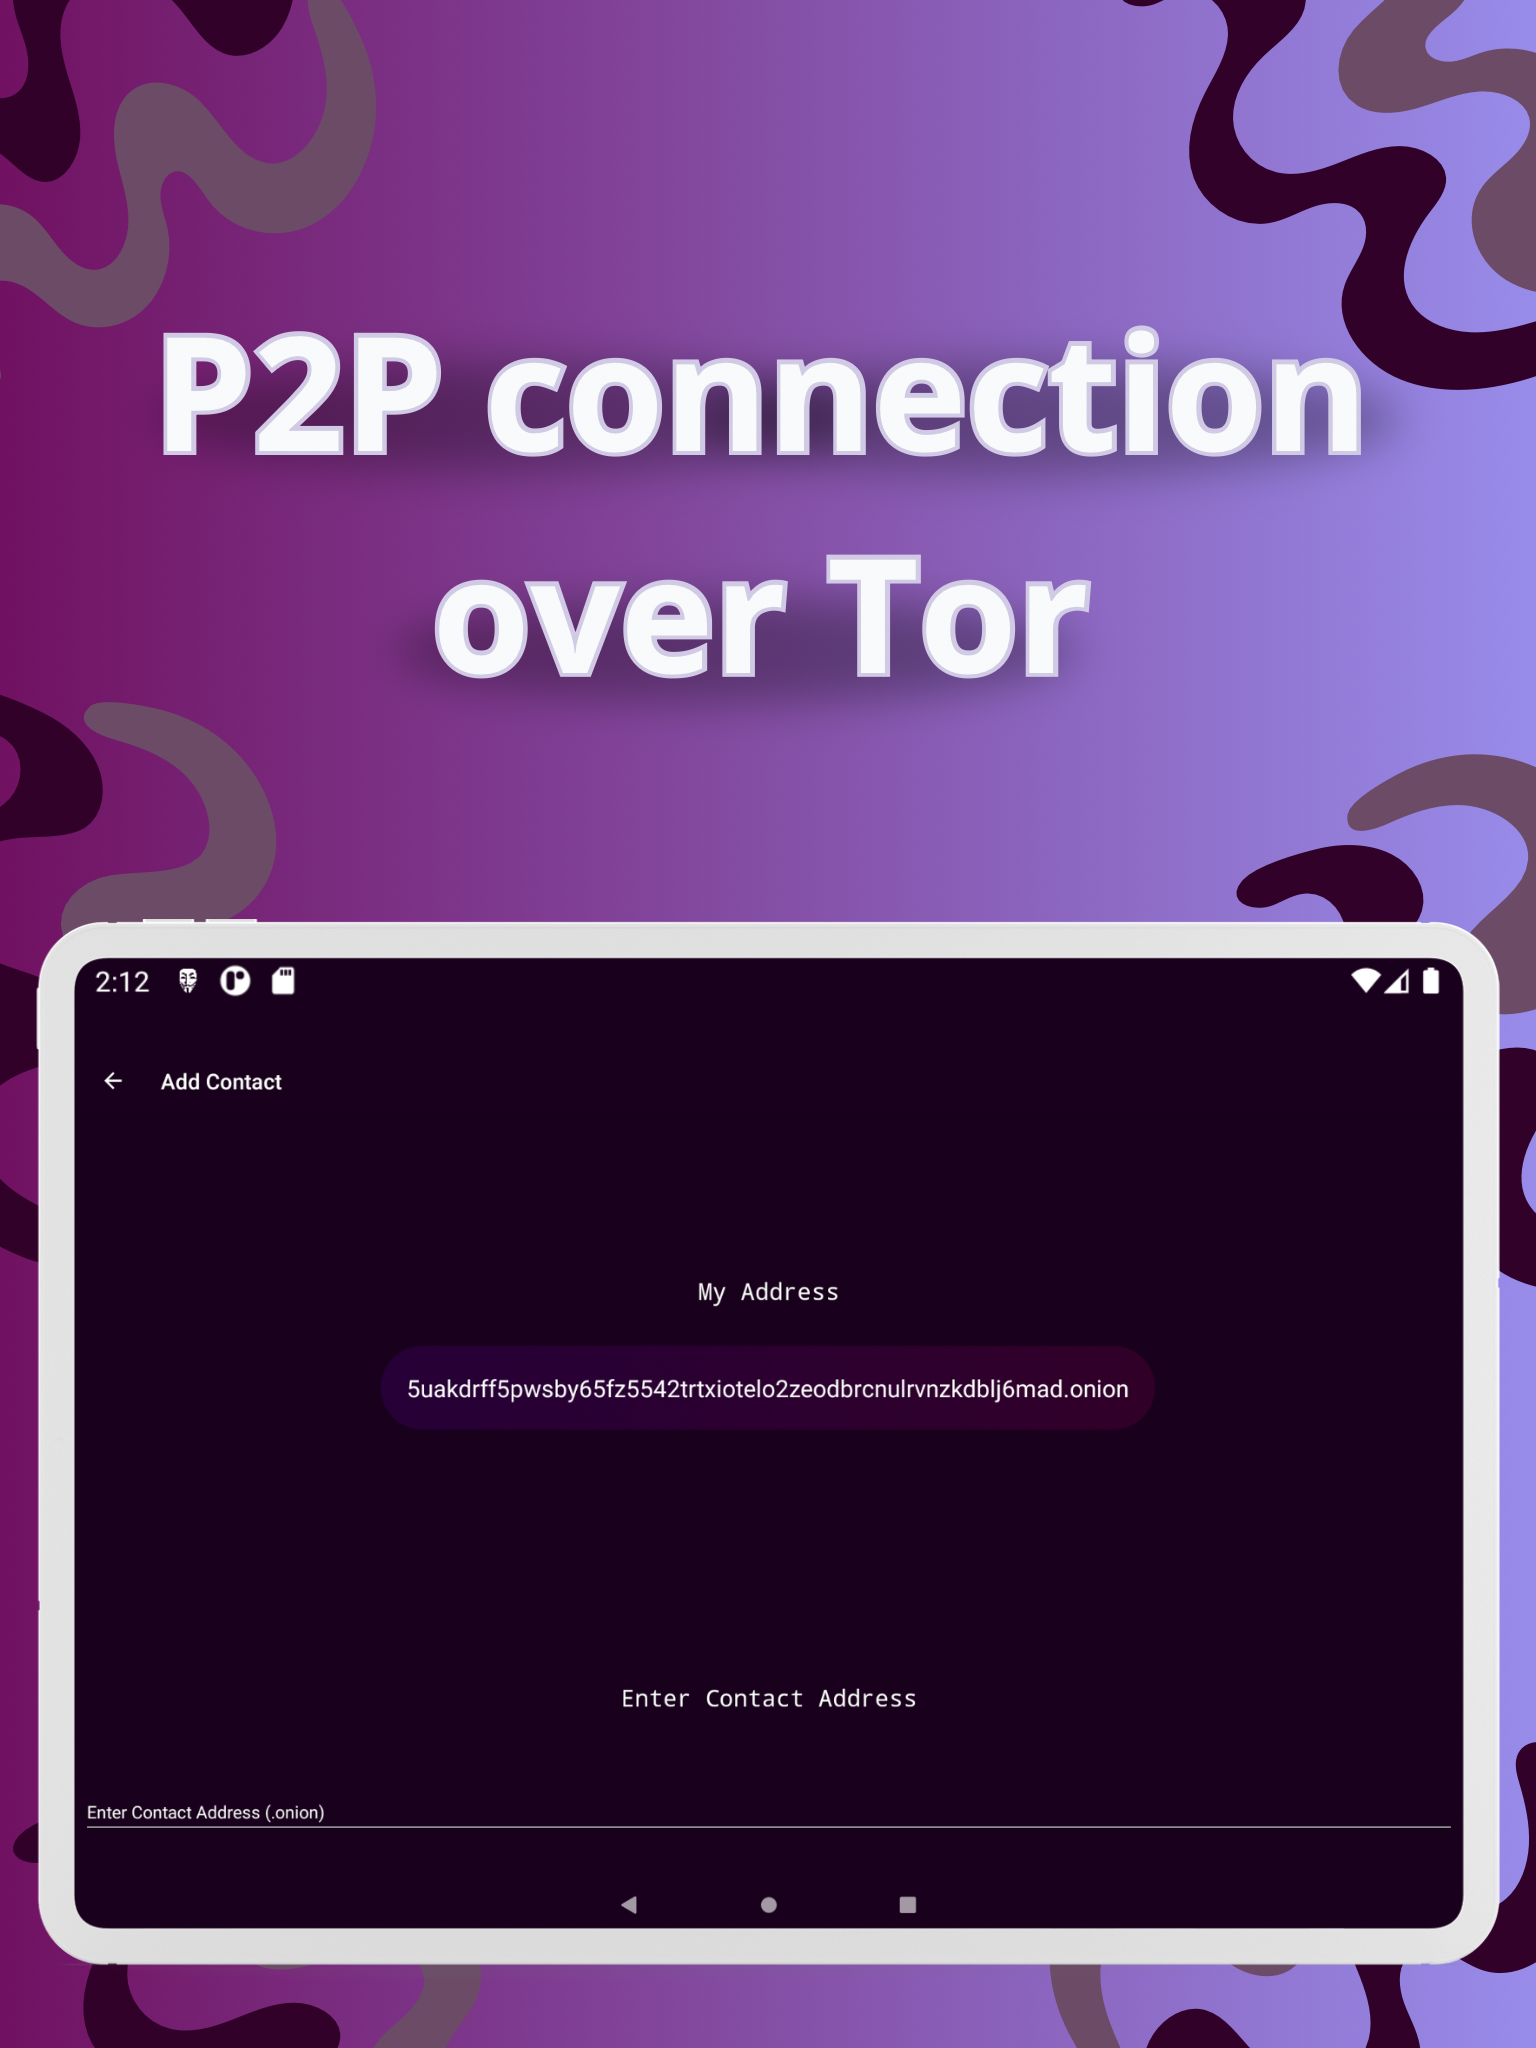 P2P connection
over Tor
2:12
Add Contact
My Address
5uakdrff5pwsby65fz5542trtxiotelo2zeodbrcnulrvnzkdblj6mad.onion
Enter Contact Address
Enter Contact Address (.onion)